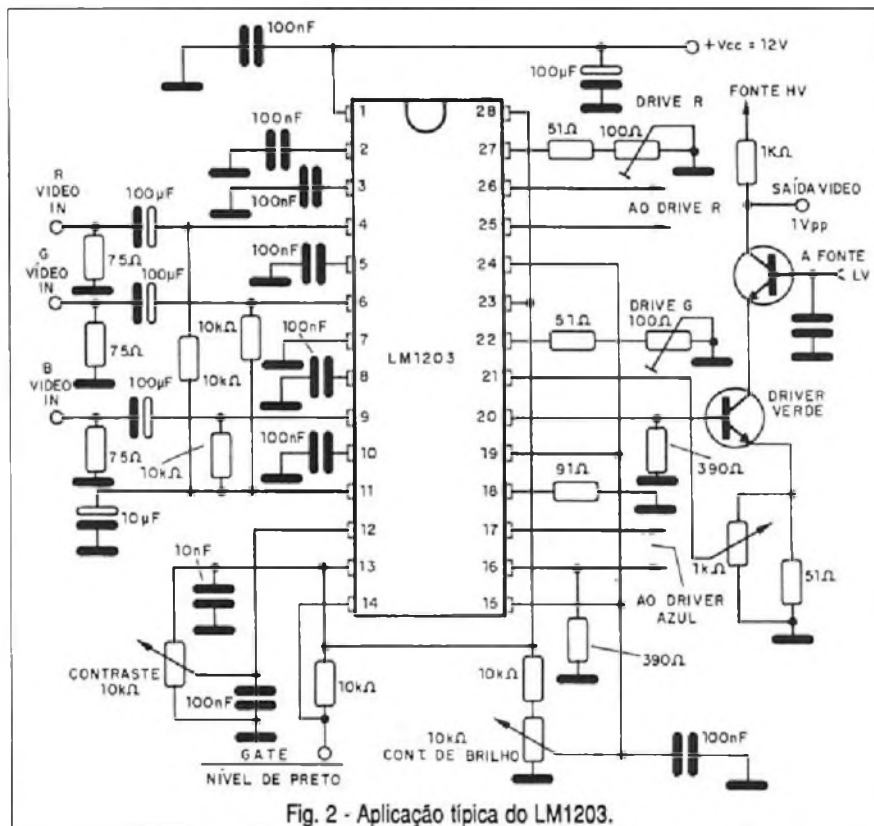 100nF
+Vcc = 12V
100µF
FONTE HV
DRIVE R
1 28
51Ω 100Ω
1KΩ
100nF
2 27
R VIDEO IN
100µF
100nF
3 26
AO DRIVE R
SAÍDA VIDEO
1Vpp
4 25
75Ω
G VÍDEO IN
100µF
5 24
A FONTE LV
6 23
DRIVE G
10kΩ
100nF
51Ω 100Ω
75Ω
10kΩ
7 22
LM1203
B VIDEO IN
100µF
8 21
DRIVER VERDE
9 20
100nF
75Ω
10kΩ
10 19
390Ω
91Ω
11 18
10µF
12 17
10nF
1kΩ
51Ω
13 16
AO DRIVER AZUL
14 15
390Ω
CONTRASTE
10kΩ
100nF
10kΩ
10kΩ
10kΩ
CONT. DE BRILHO
100nF
GATE
NÍVEL DE PRETO
Fig. 2 - Aplicação típica do LM1203.